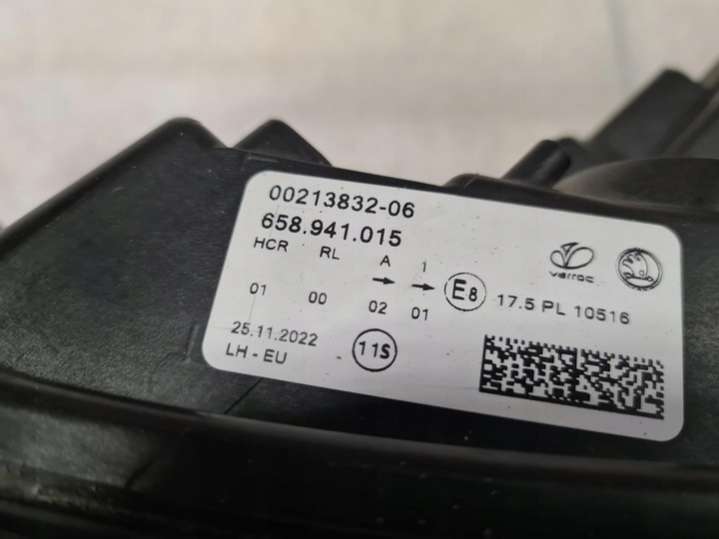 00213832-06
658.941.015
HCR RL A 1
→ →
01 00 02 01
E8 17.5 PL 10516
varroc
25.11.2022
LH-EU
11S